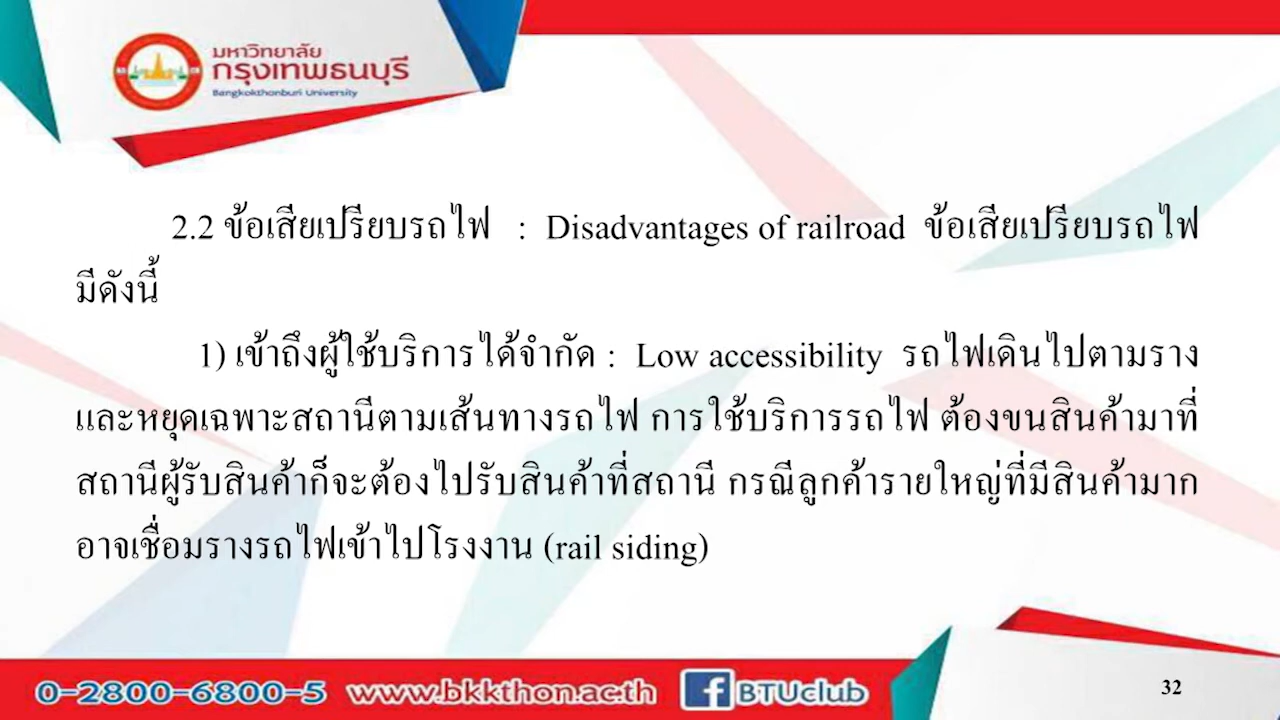 มหาวิทยาลัย
กรุงเทพธนบุรี
Bangkokthonburi University
2.2 ข้อเสียเปรียบรถไฟ : Disadvantages of railroad ข้อเสียเปรียบรถไฟ
มีดังนี้
1) เข้าถึงผู้ใช้บริการได้จำกัด : Low accessibility รถไฟเดินไปตามราง
และหยุดเฉพาะสถานีตามเส้นทางรถไฟ การใช้บริการรถไฟ ต้องขนสินค้ามาที่
สถานีผู้รับสินค้าก็จะต้องไปรับสินค้าที่สถานี กรณีลูกค้ารายใหญ่ที่มีสินค้ามาก
อาจเชื่อมรางรถไฟเข้าไปโรงงาน (rail siding)
0-2800-6800-5 www.bkkthon.ac.th f BTUclub
32